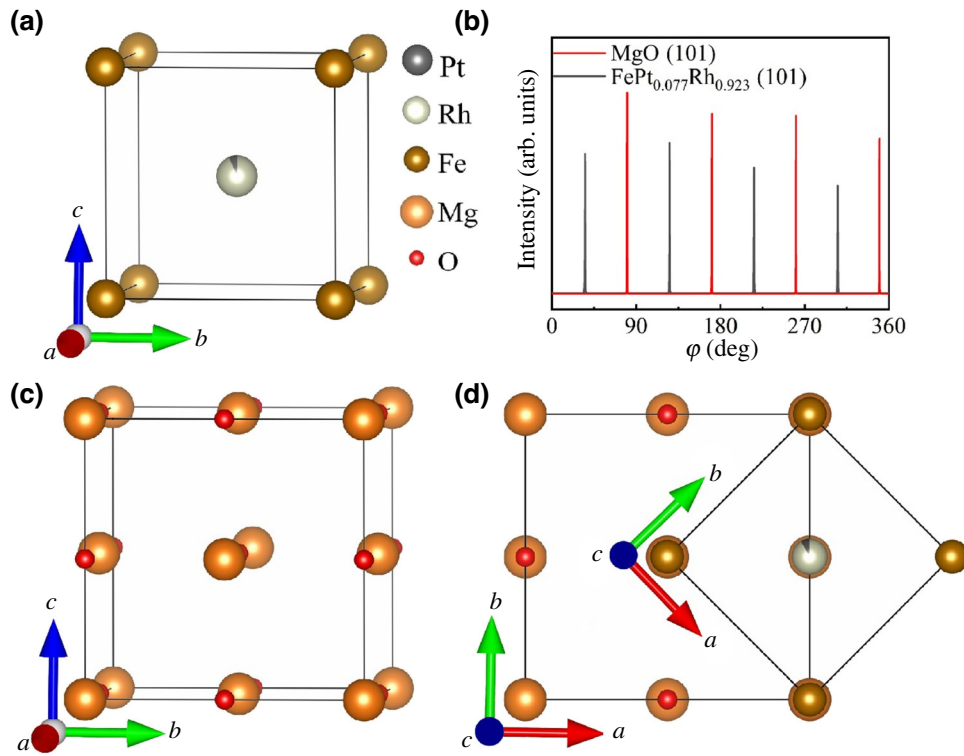 (a)
Pt
Rh
Fe
Mg
O
c
b
a
(b)
MgO (101)
FePt0.077Rh0.923 (101)
Intensity (arb. units)
0 90 180 270 360
φ (deg)
(c)
c
b
a
(d)
b
c
a
b
c
a